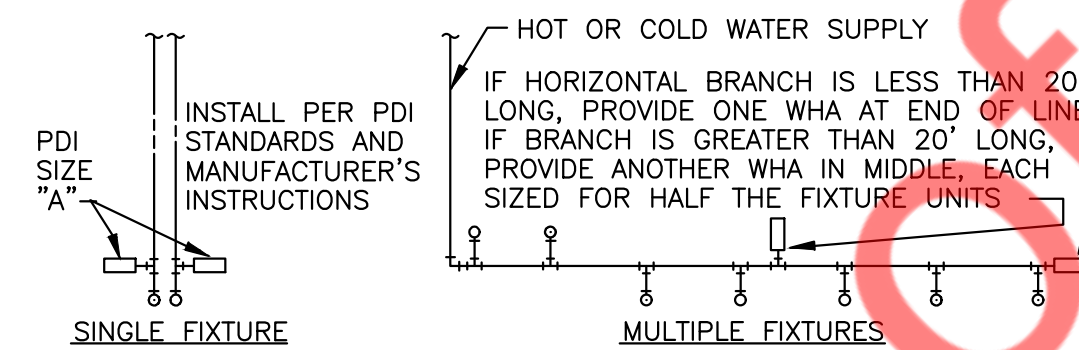 HOT OR COLD WATER SUPPLY
IF HORIZONTAL BRANCH IS LESS THAN 20
LONG, PROVIDE ONE WHA AT END OF LINE
IF BRANCH IS GREATER THAN 20' LONG,
PROVIDE ANOTHER WHA IN MIDDLE, EACH
SIZED FOR HALF THE FIXTURE UNITS
INSTALL PER PDI
STANDARDS AND
MANUFACTURER'S
INSTRUCTIONS
PDI
SIZE
"A"
SINGLE FIXTURE
MULTIPLE FIXTURES